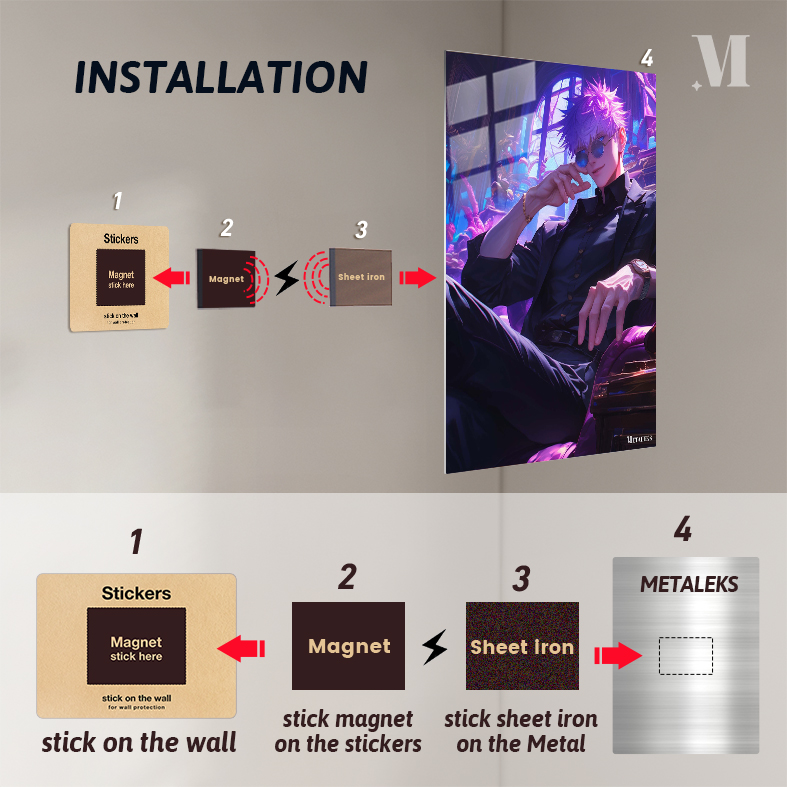 INSTALLATION
M
4
1
2
3
Stickers
Magnet
stick here
stick on the wall
for wall protection
Magnet
Sheet iron
METALEKS
1
2
3
4
Stickers
Magnet
stick here
stick on the wall
for wall protection
Magnet
Sheet iron
METALEKS
stick on the wall
stick magnet
on the stickers
stick sheet iron
on the Metal